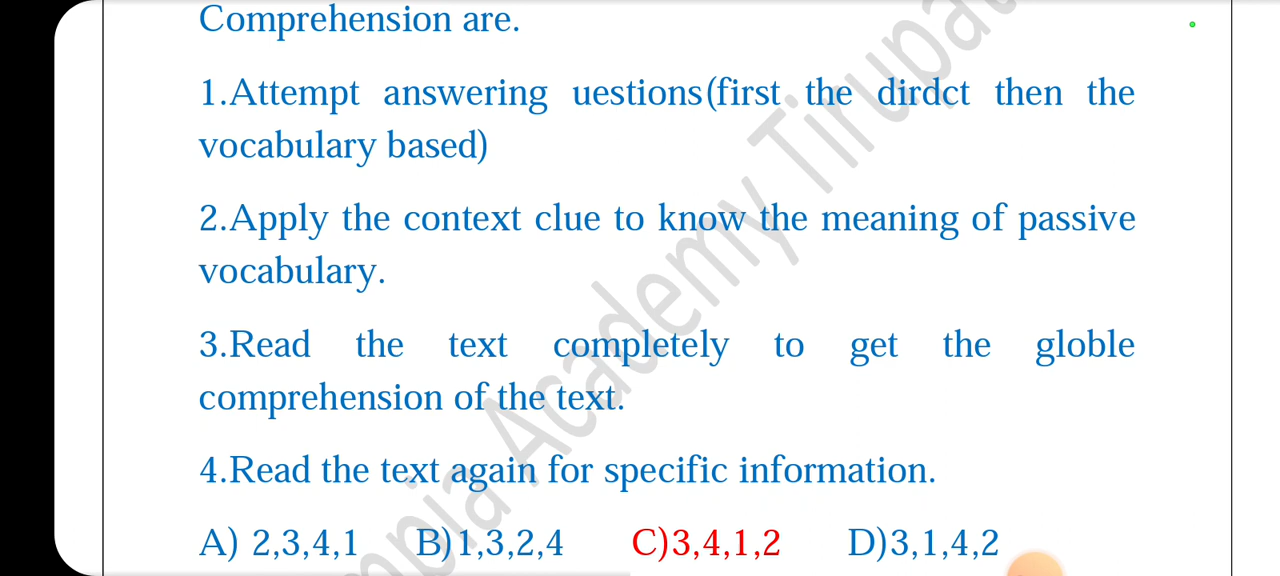 Comprehension are.
1.Attempt answering uestions(first the dirdct then the
vocabulary based)
2.Apply the context clue to know the meaning of passive
vocabulary.
3.Read the text completely to get the globle
comprehension of the text.
4.Read the text again for specific information.
A) 2,3,4,1 B)1,3,2,4 C)3,4,1,2 D)3,1,4,2
Academy Tirupa